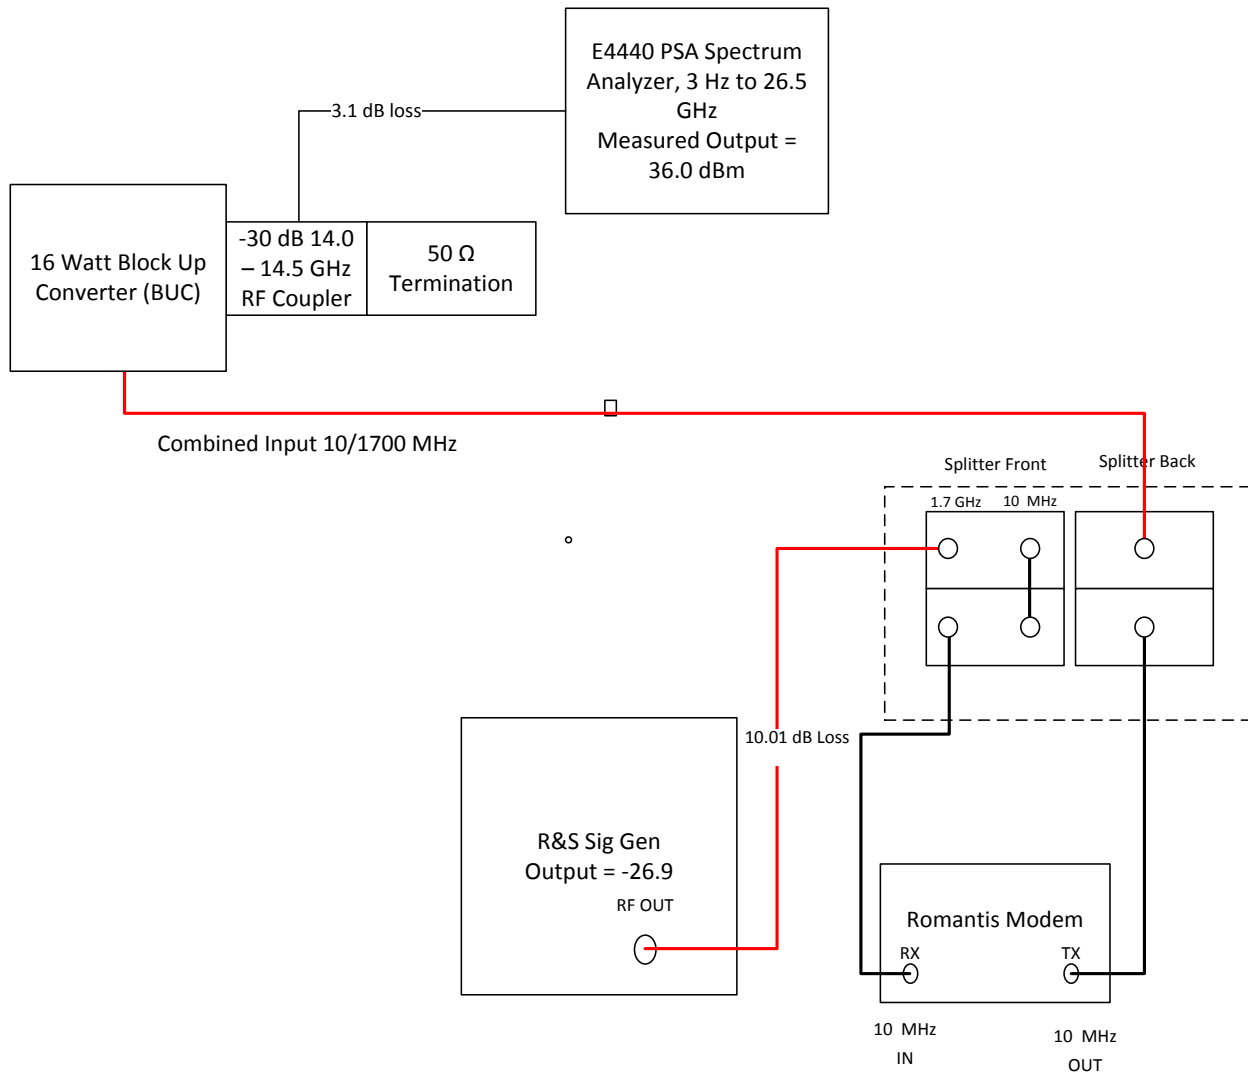 E4440 PSA Spectrum
Analyzer, 3 Hz to 26.5
GHz
Measured Output =
36.0 dBm
3.1 dB loss
16 Watt Block Up
Converter (BUC)
-30 dB 14.0
– 14.5 GHz
RF Coupler
50 Ω
Termination
Combined Input 10/1700 MHz
Splitter Front
Splitter Back
1.7 GHz
10 MHz
10.01 dB Loss
R&S Sig Gen
Output = -26.9
RF OUT
Romantis Modem
RX
TX
10 MHz
IN
10 MHz
OUT